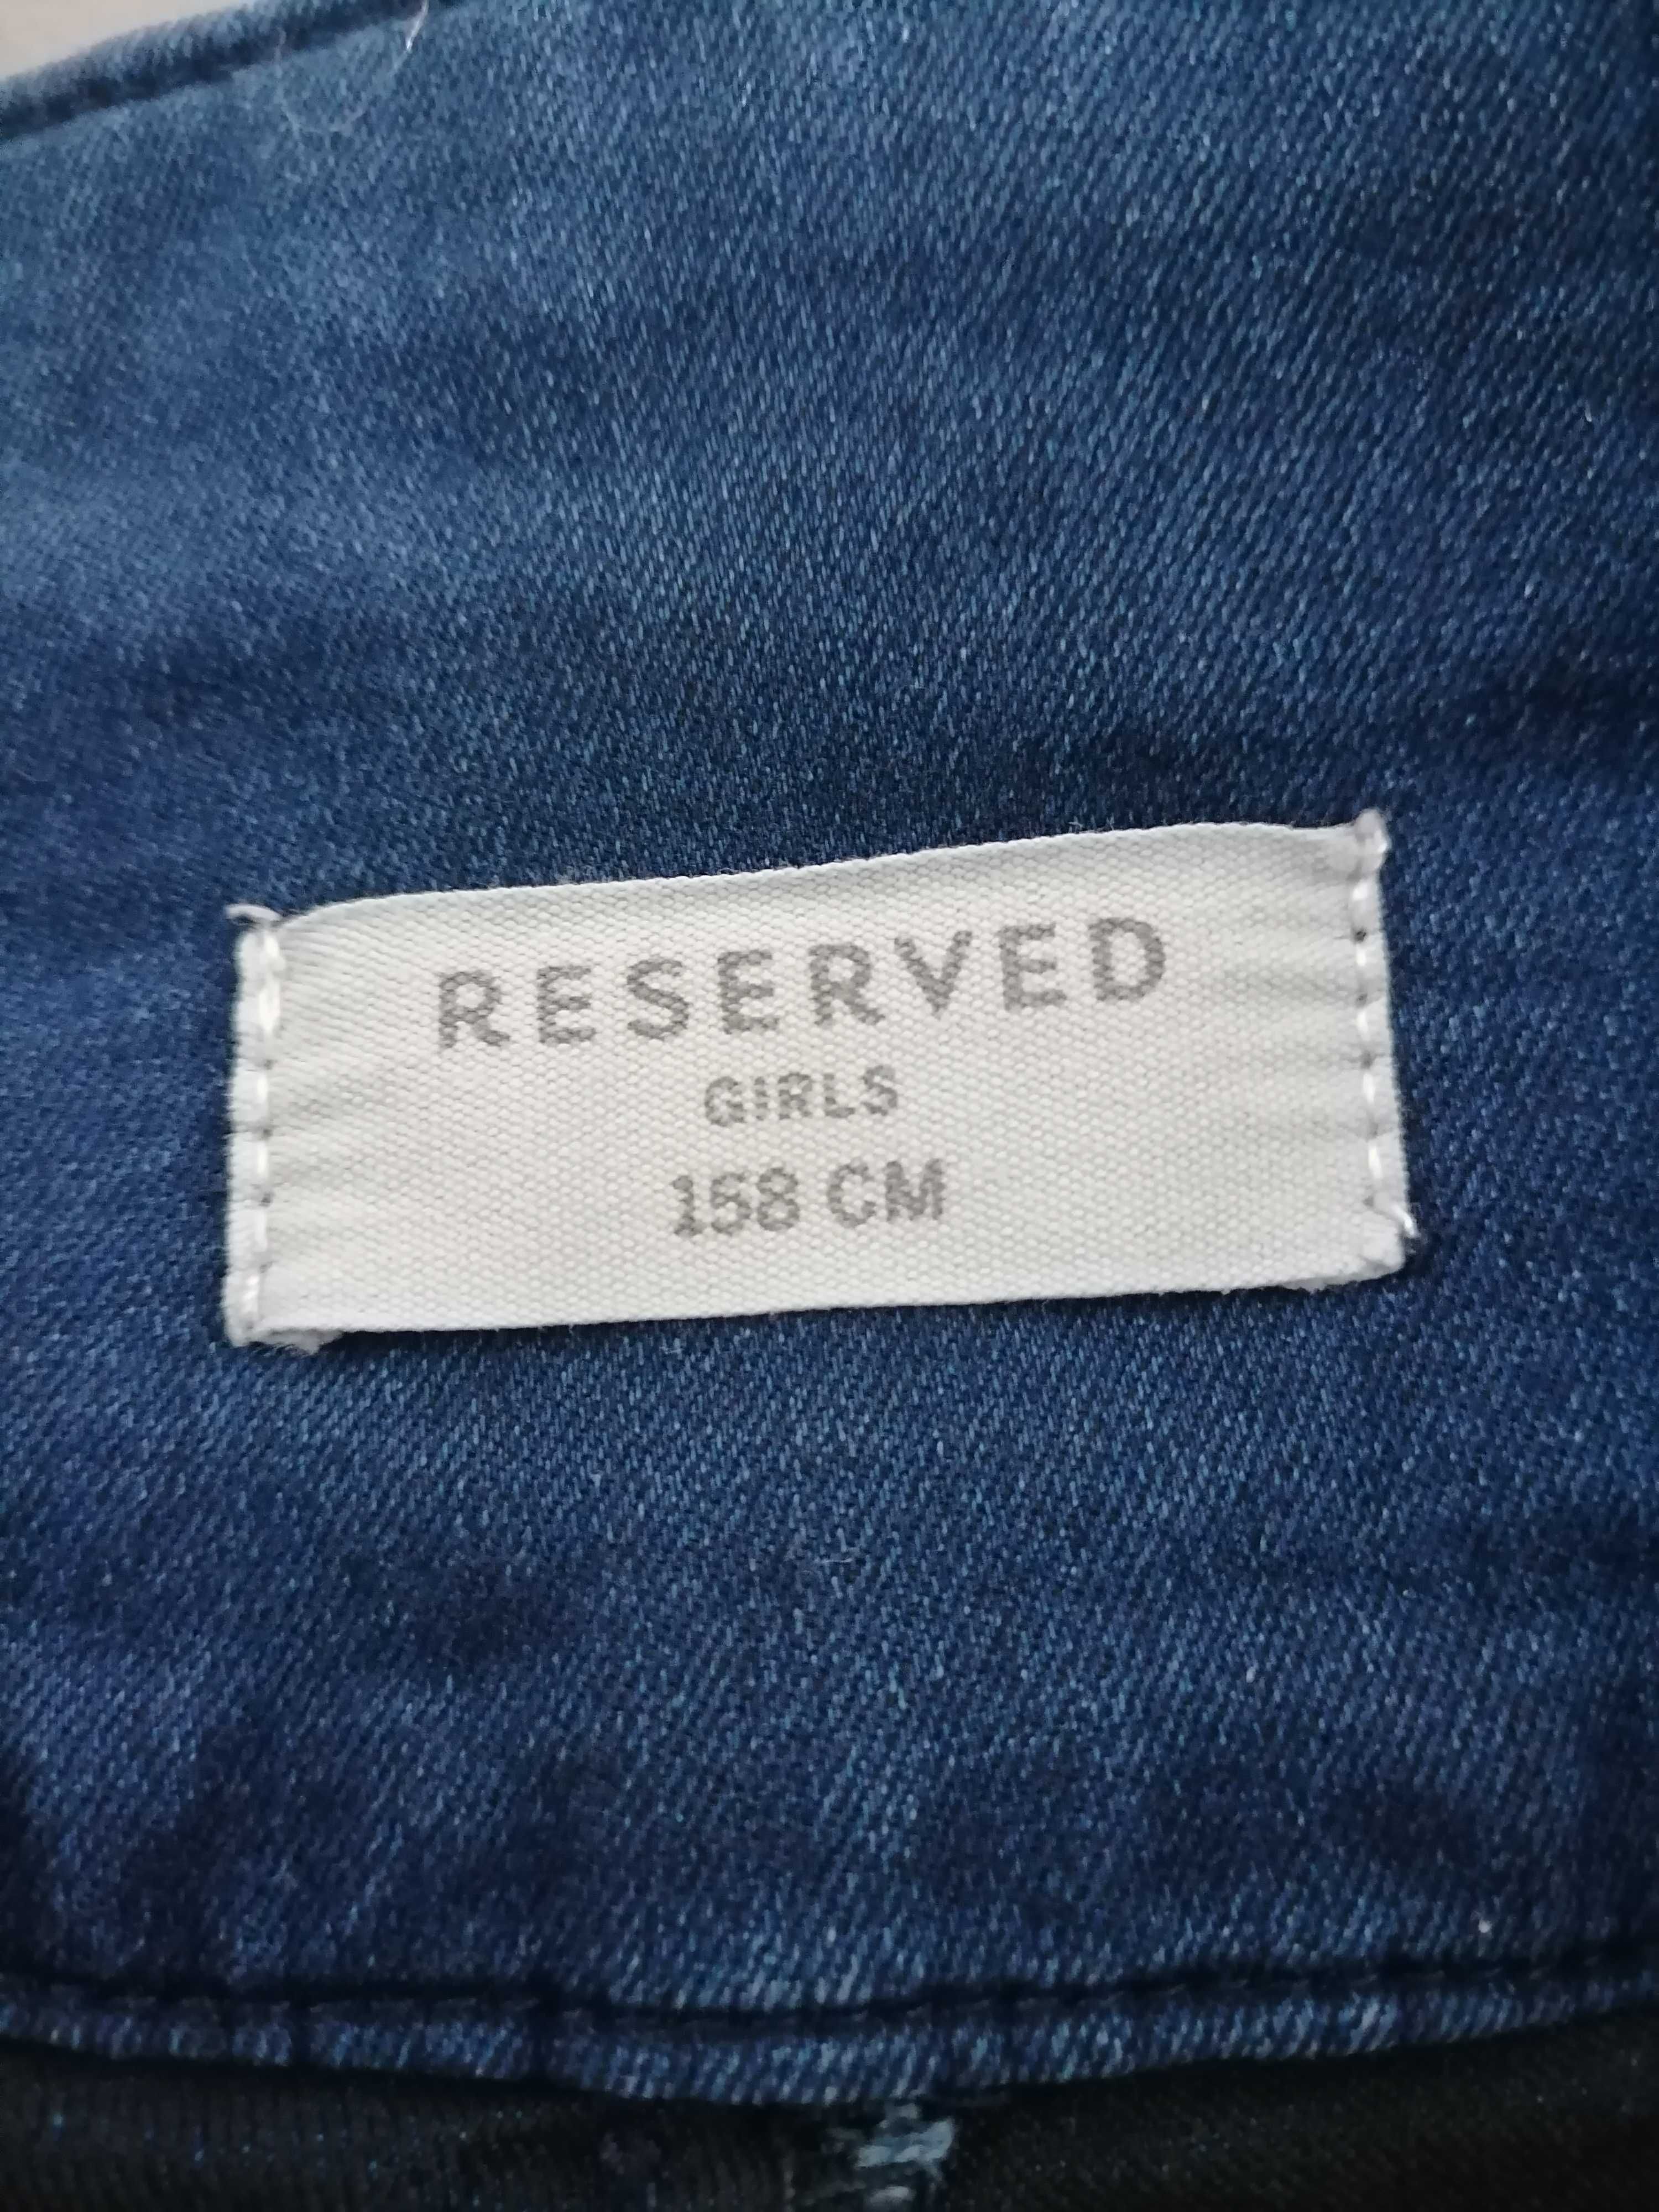 RESERVED
GIRLS
158 CM